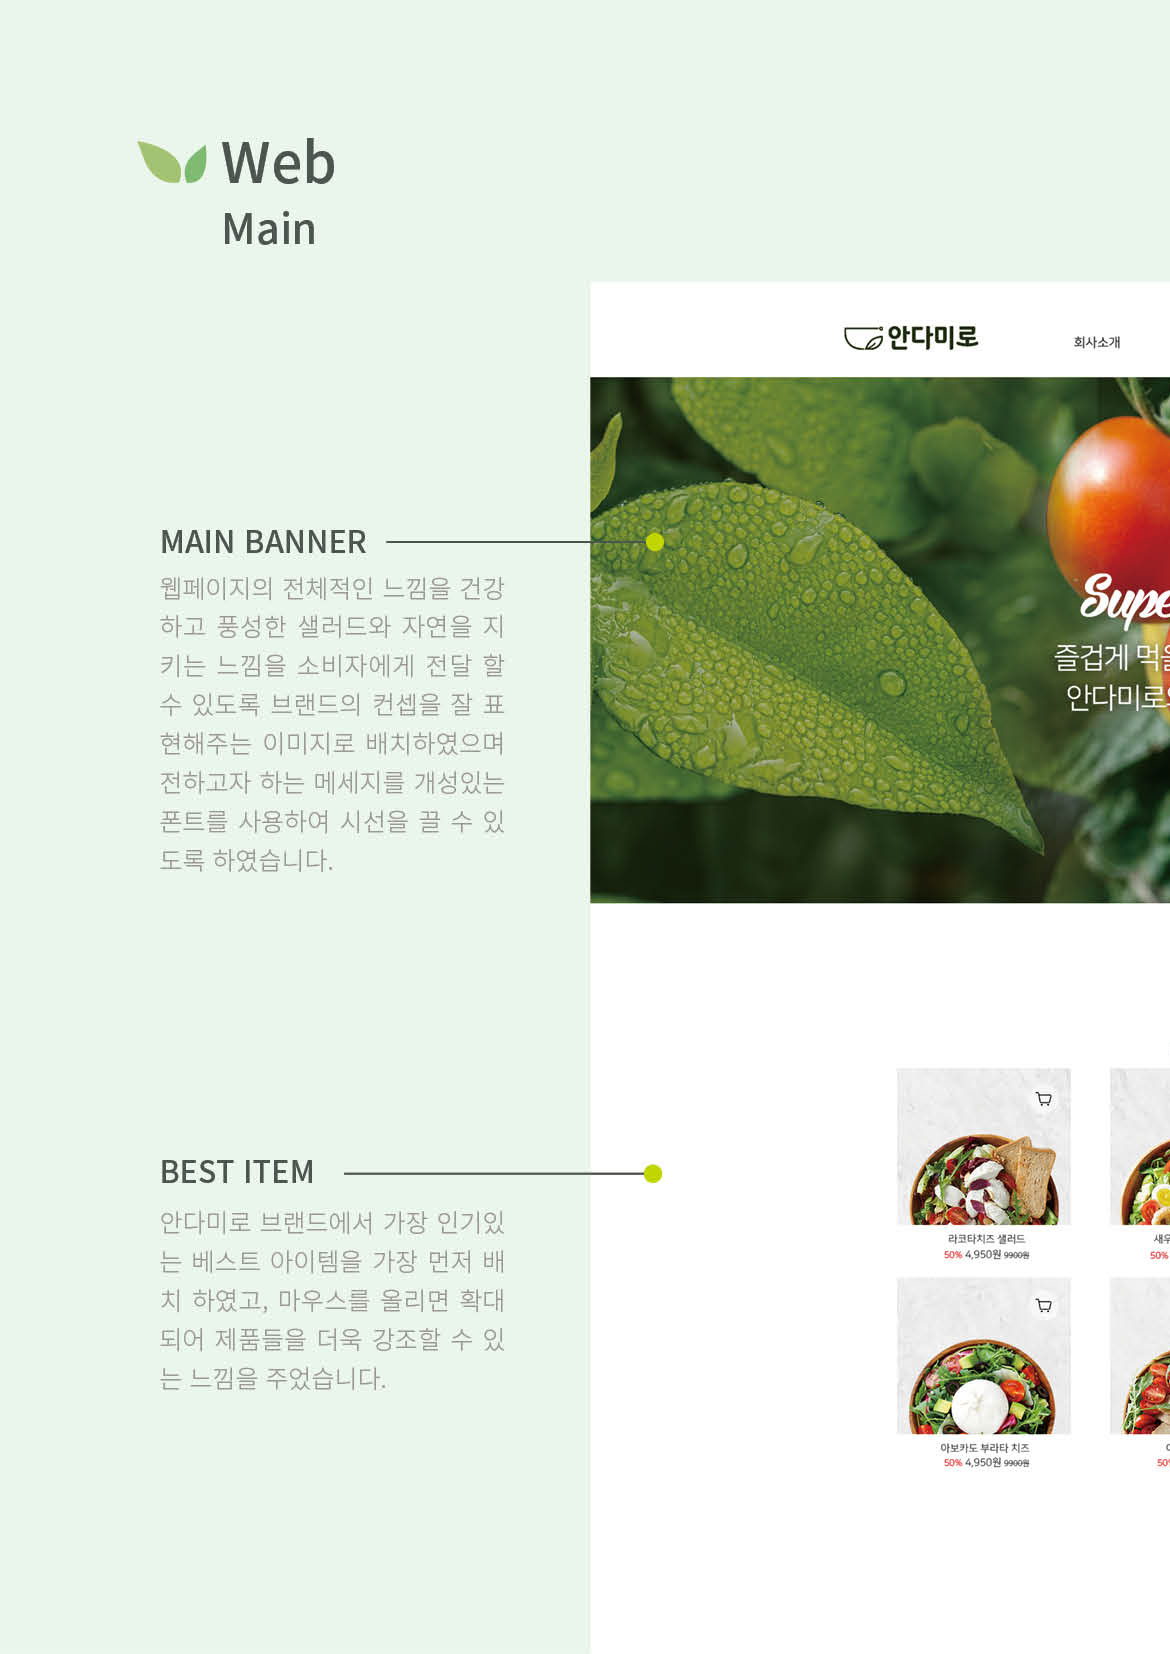 Web
Main
안다미로
회사소개
MAIN BANNER
웹페이지의 전체적인 느낌을 건강
하고 풍성한 샐러드와 자연을 지
키는 느낌을 소비자에게 전달 할
수 있도록 브랜드의 컨셉을 잘 표
현해주는 이미지로 배치하였으며
전하고자 하는 메세지를 개성있는
폰트를 사용하여 시선을 끌 수 있
도록 하였습니다.
Supe
즐겁게 먹을
안다미로의
BEST ITEM
안다미로 브랜드에서 가장 인기있
는 베스트 아이템을 가장 먼저 배
치 하였고, 마우스를 올리면 확대
되어 제품들을 더욱 강조할 수 있
는 느낌을 주었습니다.
라코타치즈 샐러드
50% 4,950원 9900원
새우
50%
아보카도 부라타 치즈
50% 4,950원 9900원
50%